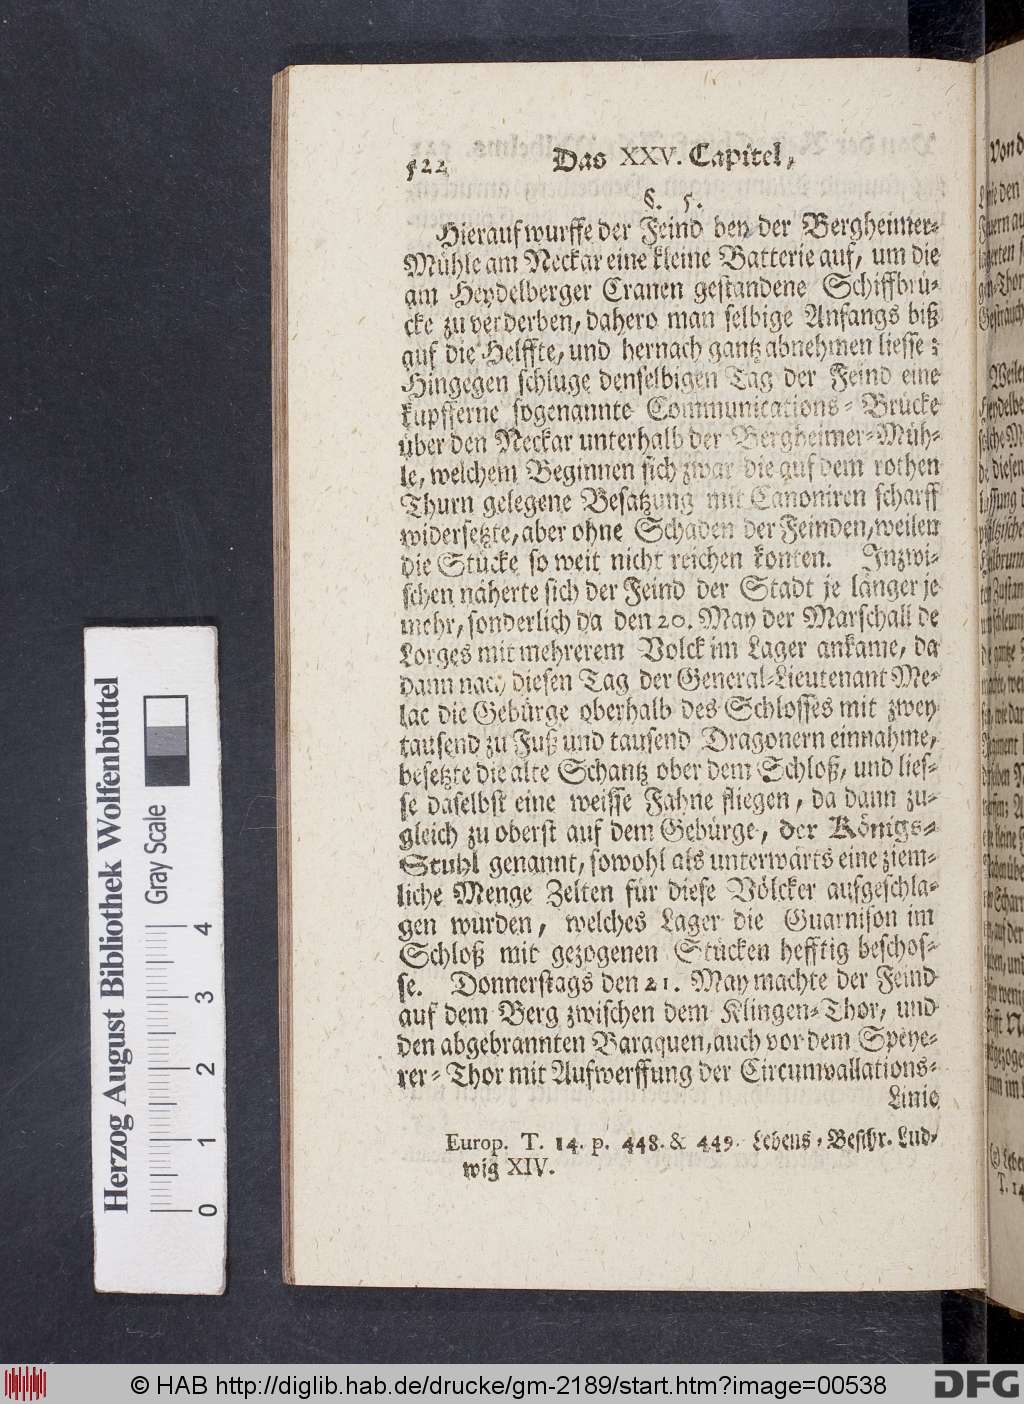 522 Das XXV. Capitel,
§. 5.
Hierauf wurffe der Feind bey der Bergheimer-
Mühle am Neckar eine kleine Batterie auf, um die
am Heydelberger Cranen gestandene Schiffbrü-
cke zu verderben, dahero man selbige Anfangs biß
auf die Helffte, und hernach gantz abnehmen liesse;
Hingegen schluge denselbigen Tag der Feind eine
kupfferne sogenannte Communications-Brücke
über den Neckar unterhalb der Bergheimer-Müh-
le, welchem Beginnen sich zwar die auf dem rothen
Thurn gelegene Besatzung mit Canoniren scharff
widersetzte, aber ohne Schaden der Feinden, weilen
die Stücke so weit nicht reichen konten. Inzwi-
schen näherte sich der Feind der Stadt je länger je
mehr, sonderlich da den 20. May der Marschall de
Lorges mit mehrerem Volck im Lager ankame, da
dann nach diesen Tag der General-Lieutenant Me-
lac die Gebürge oberhalb des Schlosses mit zwey
tausend zu Fuß und tausend Dragonern einnahme,
besetzte die alte Schantz ober dem Schloß, und lies-
se daselbst eine weisse Fahne fliegen, da dann zu-
gleich zu oberst auf dem Gebürge, der Königs-
Stuhl genannt, sowohl als unterwärts eine ziem-
liche Menge Zelten für diese Völcker aufgeschla-
gen wurden, welches Lager die Guarnison im
Schloß mit gezogenen Stücken hefftig beschos-
se. Donnerstags den 21. May machte der Feind
auf dem Berg zwischen dem Klingen-Thor, und
den abgebrannten Baraquen, auch vor dem Speye-
rer-Thor mit Aufwerffung der Circumvallations-
Linie
Europ. T. 14. p. 448. & 449. Lebens-Beschr. Lud-
wig XIV.
Herzog August Bibliothek Wolfenbüttel
Gray Scale
0 1 2 3 4
© HAB http://diglib.hab.de/drucke/gm-2189/start.htm?image=00538
DFG